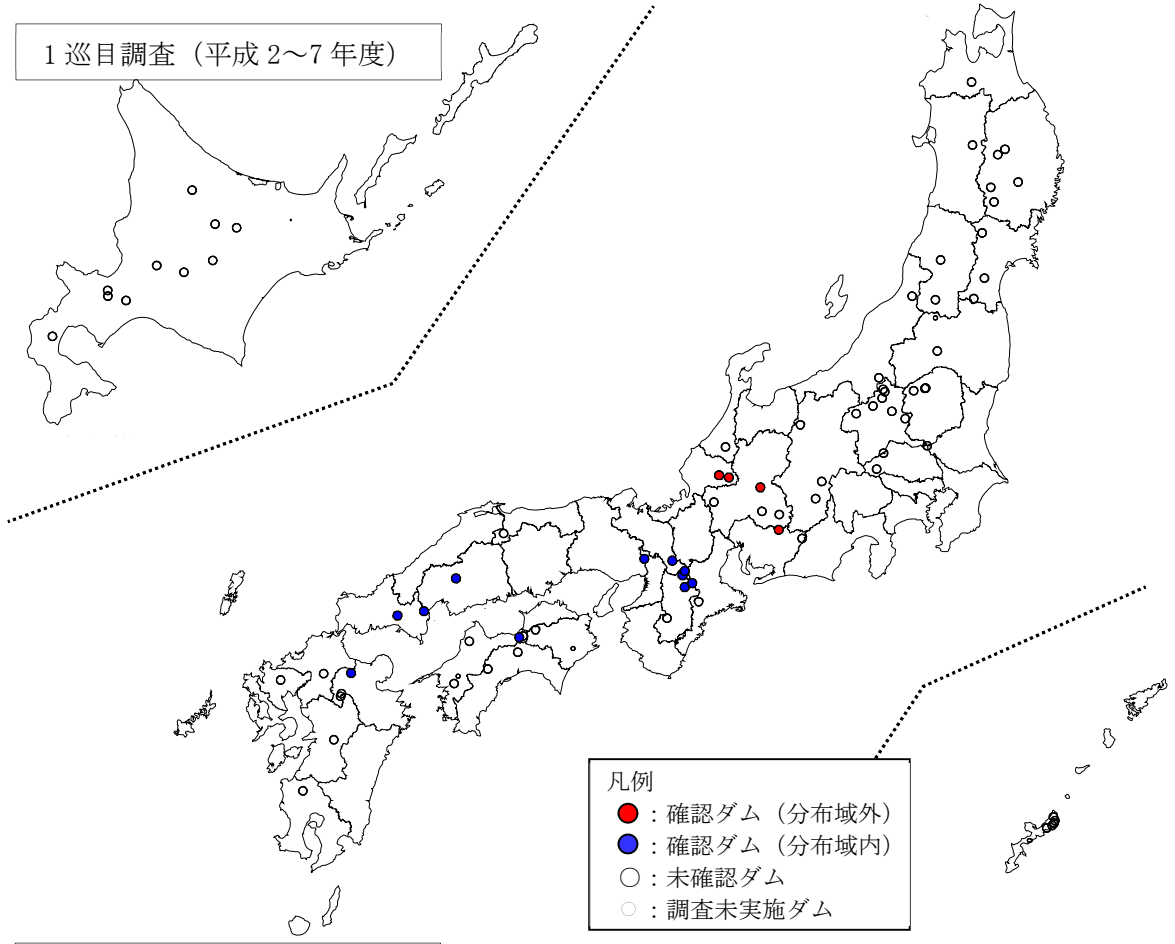 1巡目調査（平成2～7年度）
凡例
：確認ダム（分布域外）
：確認ダム（分布域内）
：未確認ダム
：調査未実施ダム